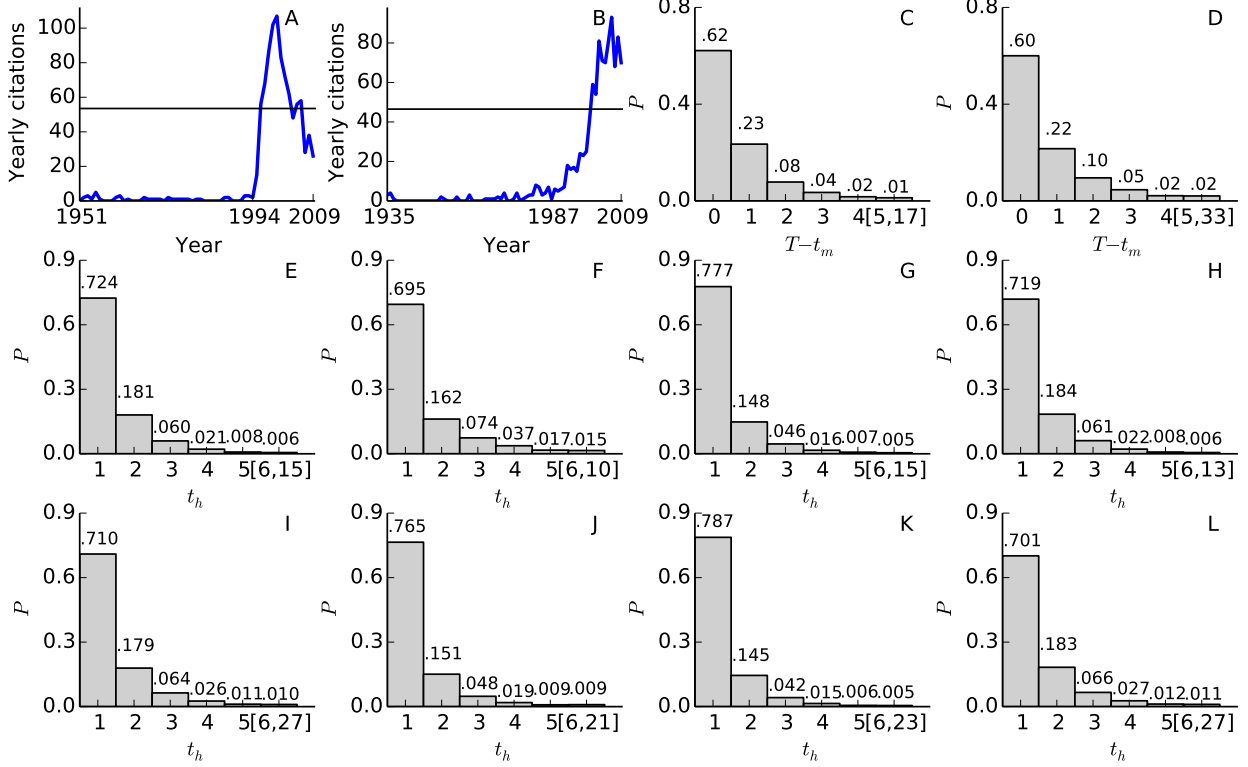 A
Yearly citations
100
80
60
40
20
0
1951
1994
2009
Year
B
Yearly citations
80
60
40
20
0
1935
1987
2009
Year
C
P
0.8
0.4
0.0
.62
.23
.08
.04
.02
.01
0 1 2 3 4[5,17]
T−tm
D
P
0.8
0.4
0.0
.60
.22
.10
.05
.02
.02
0 1 2 3 4[5,33]
T−tm
E
P
0.9
0.6
0.3
0.0
.724
.181
.060
.021
.008
.006
1 2 3 4 5[6,15]
th
F
P
0.9
0.6
0.3
0.0
.695
.162
.074
.037
.017
.015
1 2 3 4 5[6,10]
th
G
P
0.9
0.6
0.3
0.0
.777
.148
.046
.016
.007
.005
1 2 3 4 5[6,15]
th
H
P
0.9
0.6
0.3
0.0
.719
.184
.061
.022
.008
.006
1 2 3 4 5[6,13]
th
I
P
0.9
0.6
0.3
0.0
.710
.179
.064
.026
.011
.010
1 2 3 4 5[6,27]
th
J
P
0.9
0.6
0.3
0.0
.765
.151
.048
.019
.009
.009
1 2 3 4 5[6,21]
th
K
P
0.9
0.6
0.3
0.0
.787
.145
.042
.015
.006
.005
1 2 3 4 5[6,23]
th
L
P
0.9
0.6
0.3
0.0
.701
.183
.066
.027
.012
.011
1 2 3 4 5[6,27]
th